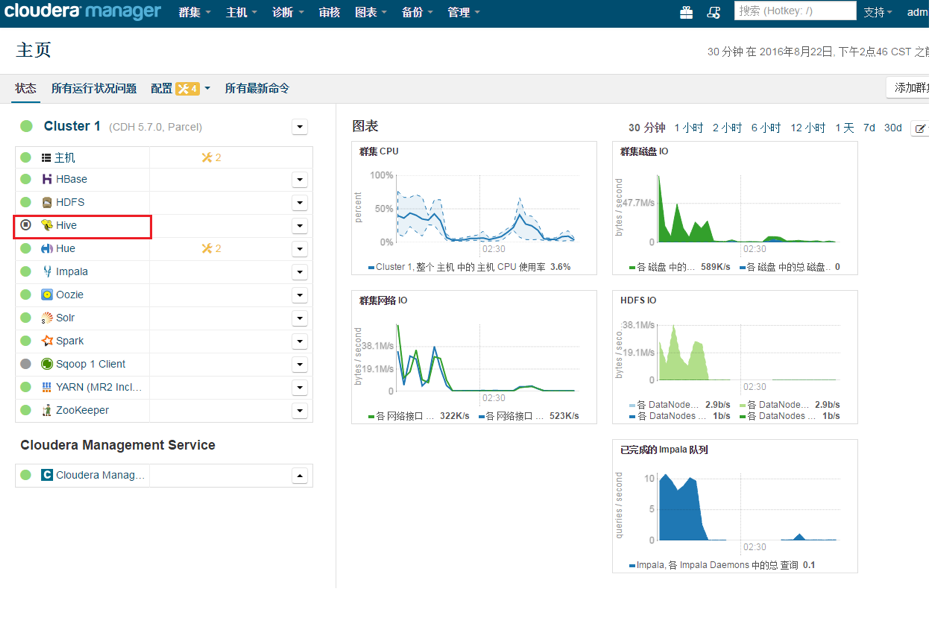 cloudera manager 群集 主机 诊断 审核 图表 备份 管理 搜索 (Hotkey: /) 支持
主页
30 分钟 在 2016年8月22日, 下午2点46 CST
状态 所有运行状况问题 配置 4 所有最新命令
Cluster 1 (CDH 5.7.0, Parcel)
主机 2
HBase
HDFS
Hive
Hue 2
Impala
Oozie
Solr
Spark
Sqoop 1 Client
YARN (MR2 Incl...
ZooKeeper
Cloudera Management Service
Cloudera Manag...
图表 30 分钟 1 小时 2 小时 6 小时 12 小时 1 天 7d 30d
群集 CPU
percent
100%
50%
0%
02:30
Cluster 1, 整个 主机 中的 主机 CPU 使用率 3.6%
群集磁盘 IO
bytes / second
47.7M/s
0
02:30
各 磁盘 中的... 589K/s 各 磁盘 中的总 磁盘... 0
群集网络 IO
bytes / second
38.1M/s
19.1M/s
0
02:30
各 网络接口 ... 322K/s 各 网络接口 ... 523K/s
HDFS IO
bytes / seco...
38.1M/s
19.1M/s
0
02:30
各 DataNode... 2.9b/s 各 DataNode... 2.9b/s
各 DataNodes ... 1b/s 各 DataNodes ... 1b/s
已完成的 Impala 队列
queries / second
10
5
0
02:30
Impala, 各 Impala Daemons 中的总 查询 0.1